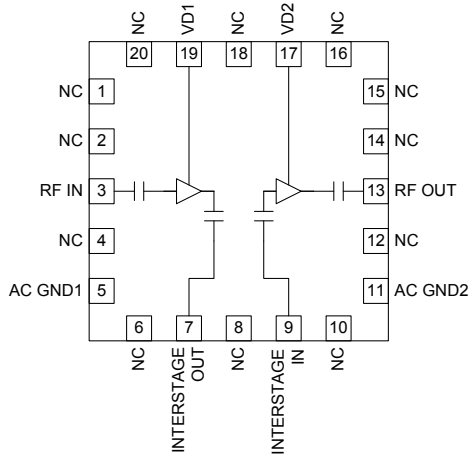 NC
VD1
NC
VD2
NC
20
19
18
17
16
NC 1
15 NC
NC 2
14 NC
RF IN 3
13 RF OUT
NC 4
12 NC
AC GND1 5
11 AC GND2
6
7
8
9
10
NC
INTERSTAGE
OUT
NC
INTERSTAGE
IN
NC